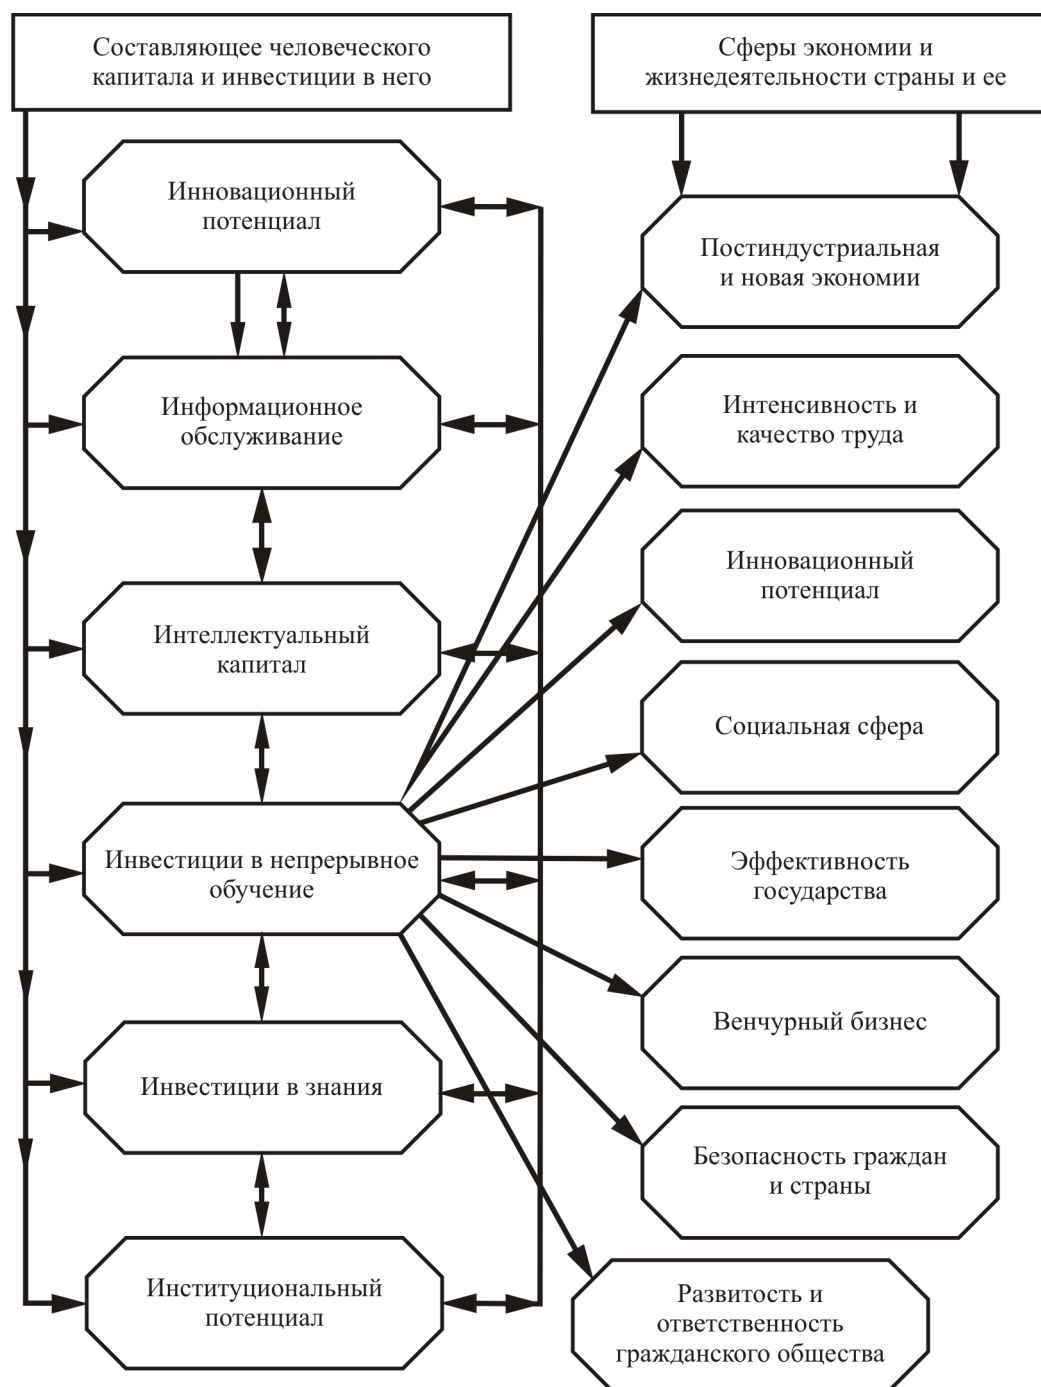 Составляющее человеческого
капитала и инвестиции в него
Сферы экономии и
жизнедеятельности страны и ее
Инновационный
потенциал
Информационное
обслуживание
Интеллектуальный
капитал
Инвестиции в непрерывное
обучение
Инвестиции в знания
Институциональный
потенциал
Постиндустриальная
и новая экономии
Интенсивность и
качество труда
Инновационный
потенциал
Социальная сфера
Эффективность
государства
Венчурный бизнес
Безопасность граждан
и страны
Развитость и
ответственность
гражданского общества